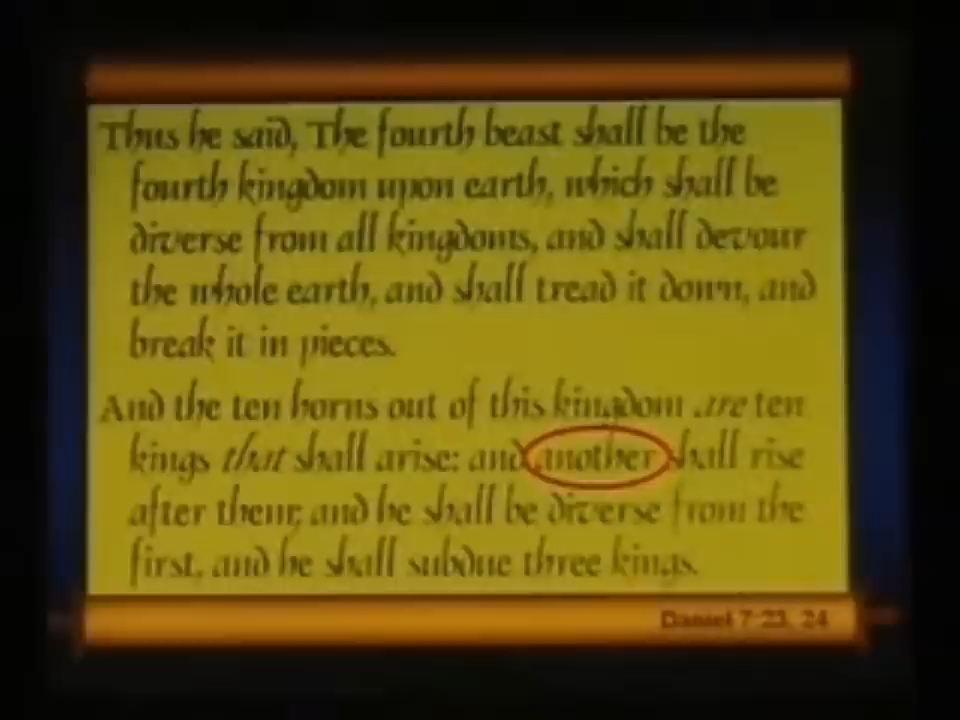 Thus he said, The fourth beast shall be the
fourth kingdom upon earth, which shall be
diverse from all kingdoms, and shall devour
the whole earth, and shall tread it down, and
break it in pieces.
And the ten horns out of this kingdom are ten
kings that shall arise: and another shall rise
after them; and he shall be diverse from the
first, and he shall subdue three kings.
Daniel 7:23, 24